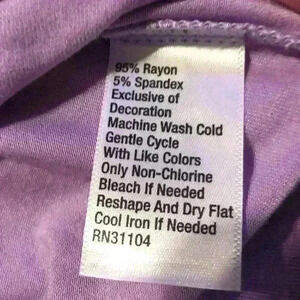 95% Rayon
5% Spandex
Exclusive of
Decoration
Machine Wash Cold
Gentle Cycle
With Like Colors
Only Non-Chlorine
Bleach If Needed
Reshape And Dry Flat
Cool Iron If Needed
RN31104